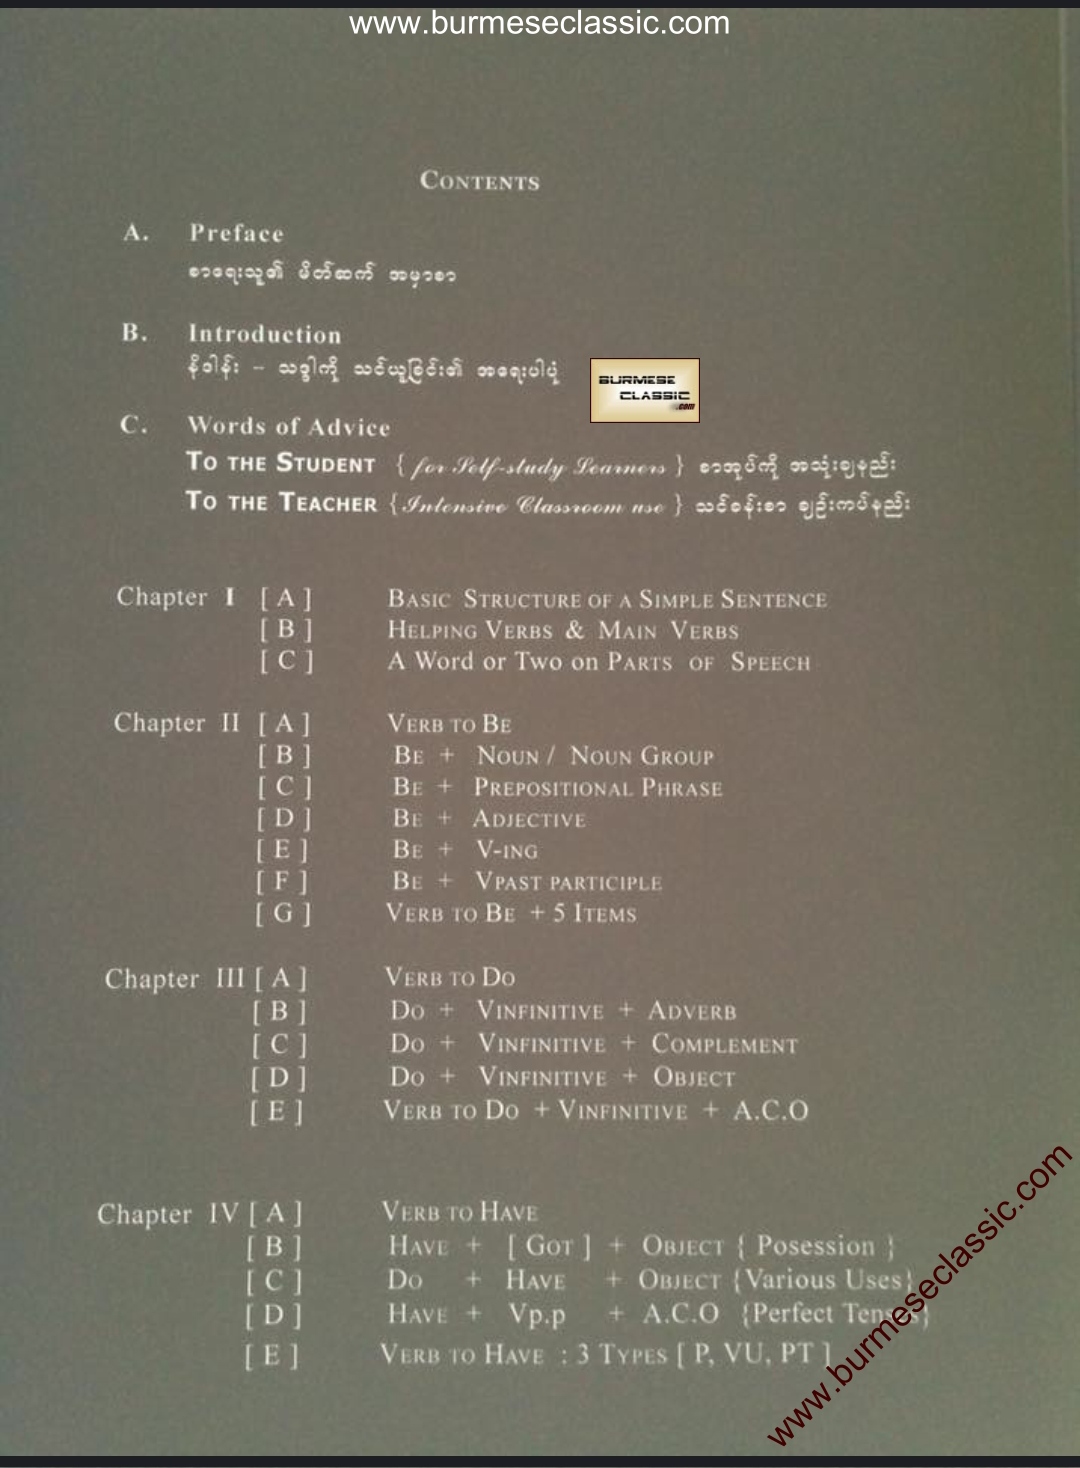 www.burmeseclassic.com
CONTENTS
A. Preface
စာရေးသူ၏ မိတ်ဆက် အမှာစာ
B. Introduction
နိဒါန်း – သဒ္ဒါကို သင်ယူခြင်း၏ အရေးပါပုံ
BURMESE
CLASSIC
.com
C. Words of Advice
TO THE STUDENT { for Self-study Learners } စာအုပ်ကို အသုံးချနည်း
TO THE TEACHER { Intensive Classroom use } သင်ခန်းစာ ချဉ်းကပ်နည်း
Chapter I [ A ] BASIC STRUCTURE OF A SIMPLE SENTENCE
[ B ] HELPING VERBS & MAIN VERBS
[ C ] A Word or Two on PARTS OF SPEECH
Chapter II [ A ] VERB TO BE
[ B ] BE + NOUN / NOUN GROUP
[ C ] BE + PREPOSITIONAL PHRASE
[ D ] BE + ADJECTIVE
[ E ] BE + V-ING
[ F ] BE + VPAST PARTICIPLE
[ G ] VERB TO BE + 5 ITEMS
Chapter III [ A ] VERB TO DO
[ B ] DO + VINFINITIVE + ADVERB
[ C ] DO + VINFINITIVE + COMPLEMENT
[ D ] DO + VINFINITIVE + OBJECT
[ E ] VERB TO DO + VINFINITIVE + A.C.O
Chapter IV [ A ] VERB TO HAVE
[ B ] HAVE + [ GOT ] + OBJECT { Posession }
[ C ] DO + HAVE + OBJECT {Various Uses}
[ D ] HAVE + Vp.p + A.C.O {Perfect Tense}
[ E ] VERB TO HAVE : 3 TYPES [ P, VU, PT ]
www.burmeseclassic.com